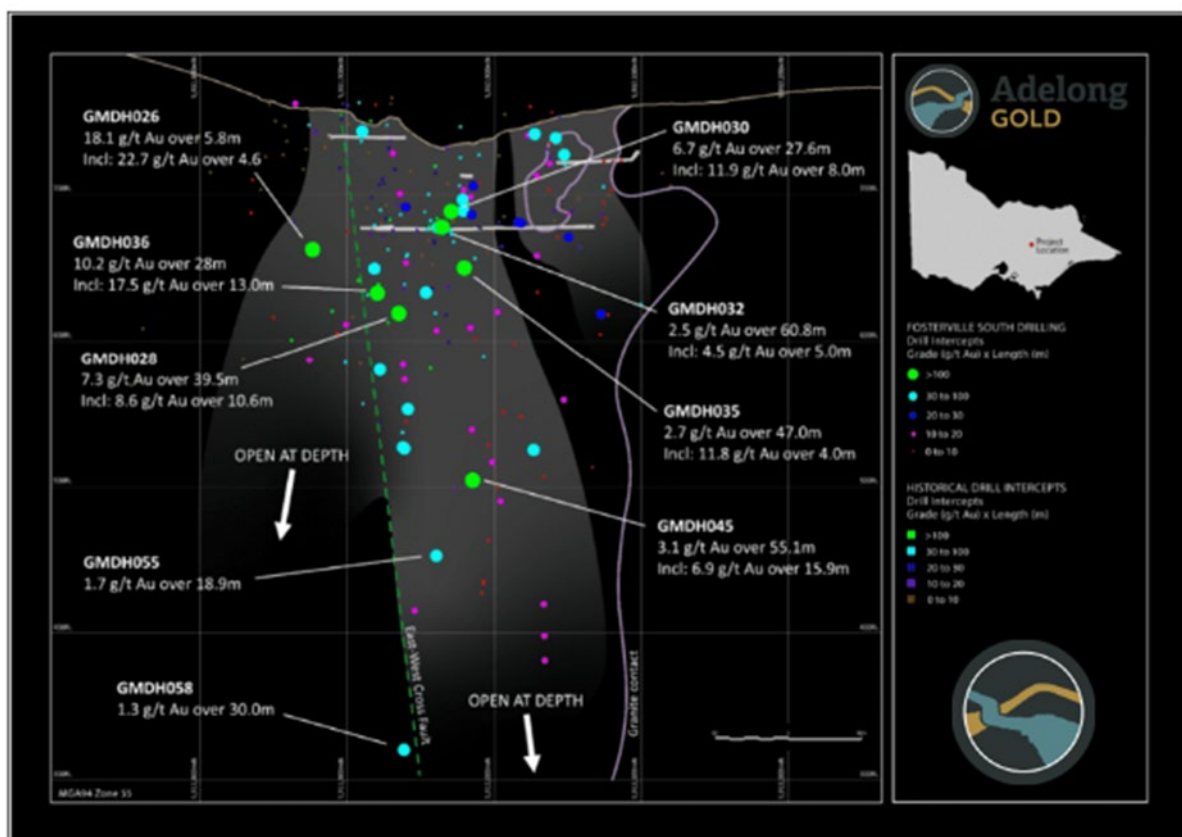 GMDH026
18.1 g/t Au over 5.8m
Incl: 22.7 g/t Au over 4.6
GMDH036
10.2 g/t Au over 28m
Incl: 17.5 g/t Au over 13.0m
GMDH028
7.3 g/t Au over 39.5m
Incl: 8.6 g/t Au over 10.6m
OPEN AT DEPTH
GMDH055
1.7 g/t Au over 18.9m
GMDH058
1.3 g/t Au over 30.0m
MGA94 Zone 55
East-West Cross Fault
OPEN AT DEPTH
Granite contact
GMDH030
6.7 g/t Au over 27.6m
Incl: 11.9 g/t Au over 8.0m
GMDH032
2.5 g/t Au over 60.8m
Incl: 4.5 g/t Au over 5.0m
GMDH035
2.7 g/t Au over 47.0m
Incl: 11.8 g/t Au over 4.0m
GMDH045
3.1 g/t Au over 55.1m
Incl: 6.9 g/t Au over 15.9m
Adelong
GOLD
Project
Location
FOSTERVILLE SOUTH DRILLING
Drill Intercepts
Grade (g/t Au) x Length (m)
>100
30 to 100
20 to 30
10 to 20
0 to 10
HISTORICAL DRILL INTERCEPTS
Drill Intercepts
Grade (g/t Au) x Length (m)
>100
30 to 100
20 to 30
10 to 20
0 to 10